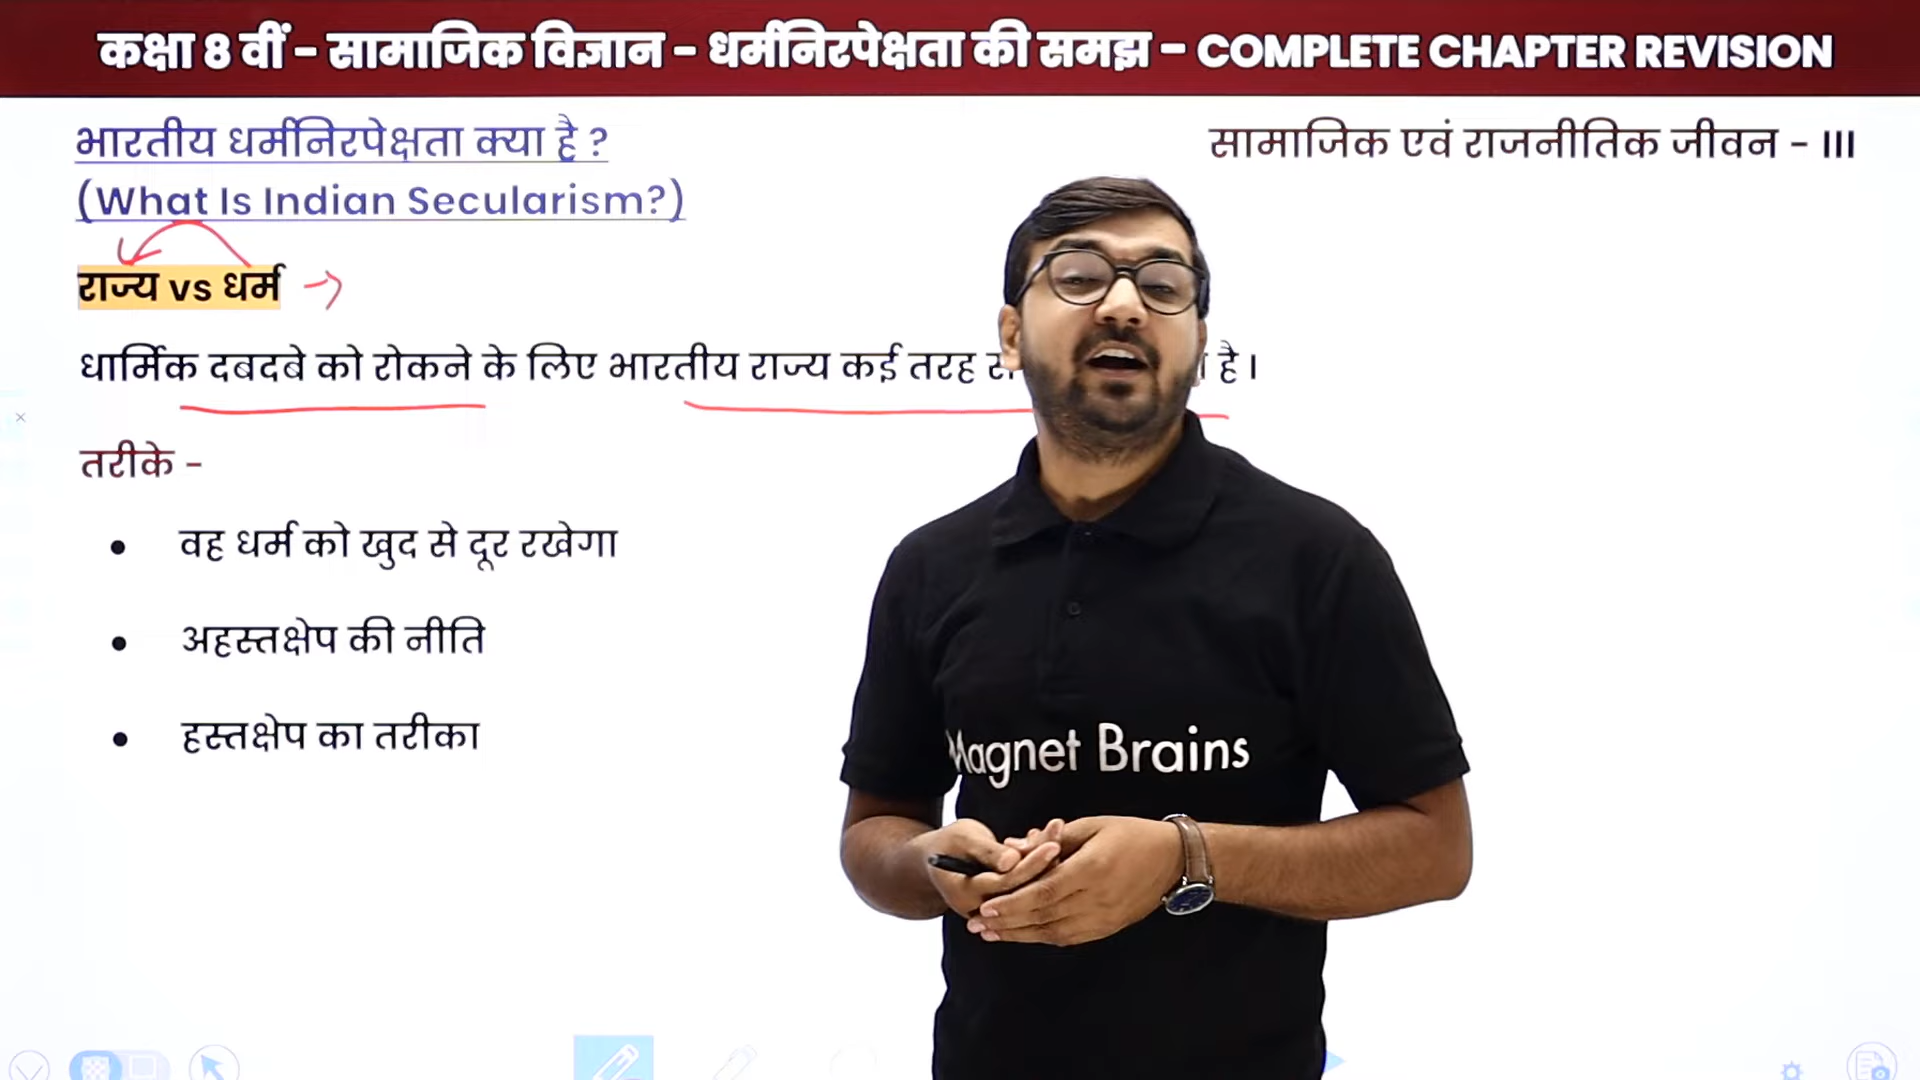 कक्षा 8 वीं - सामाजिक विज्ञान - धर्मनिरपेक्षता की समझ - COMPLETE CHAPTER REVISION
भारतीय धर्मनिरपेक्षता क्या है ?
सामाजिक एवं राजनीतिक जीवन - III
(What Is Indian Secularism?)
राज्य vs धर्म
धार्मिक दबदबे को रोकने के लिए भारतीय राज्य कई तरह है ।
तरीके -
• वह धर्म को खुद से दूर रखेगा
• अहस्तक्षेप की नीति
• हस्तक्षेप का तरीका
Magnet Brains